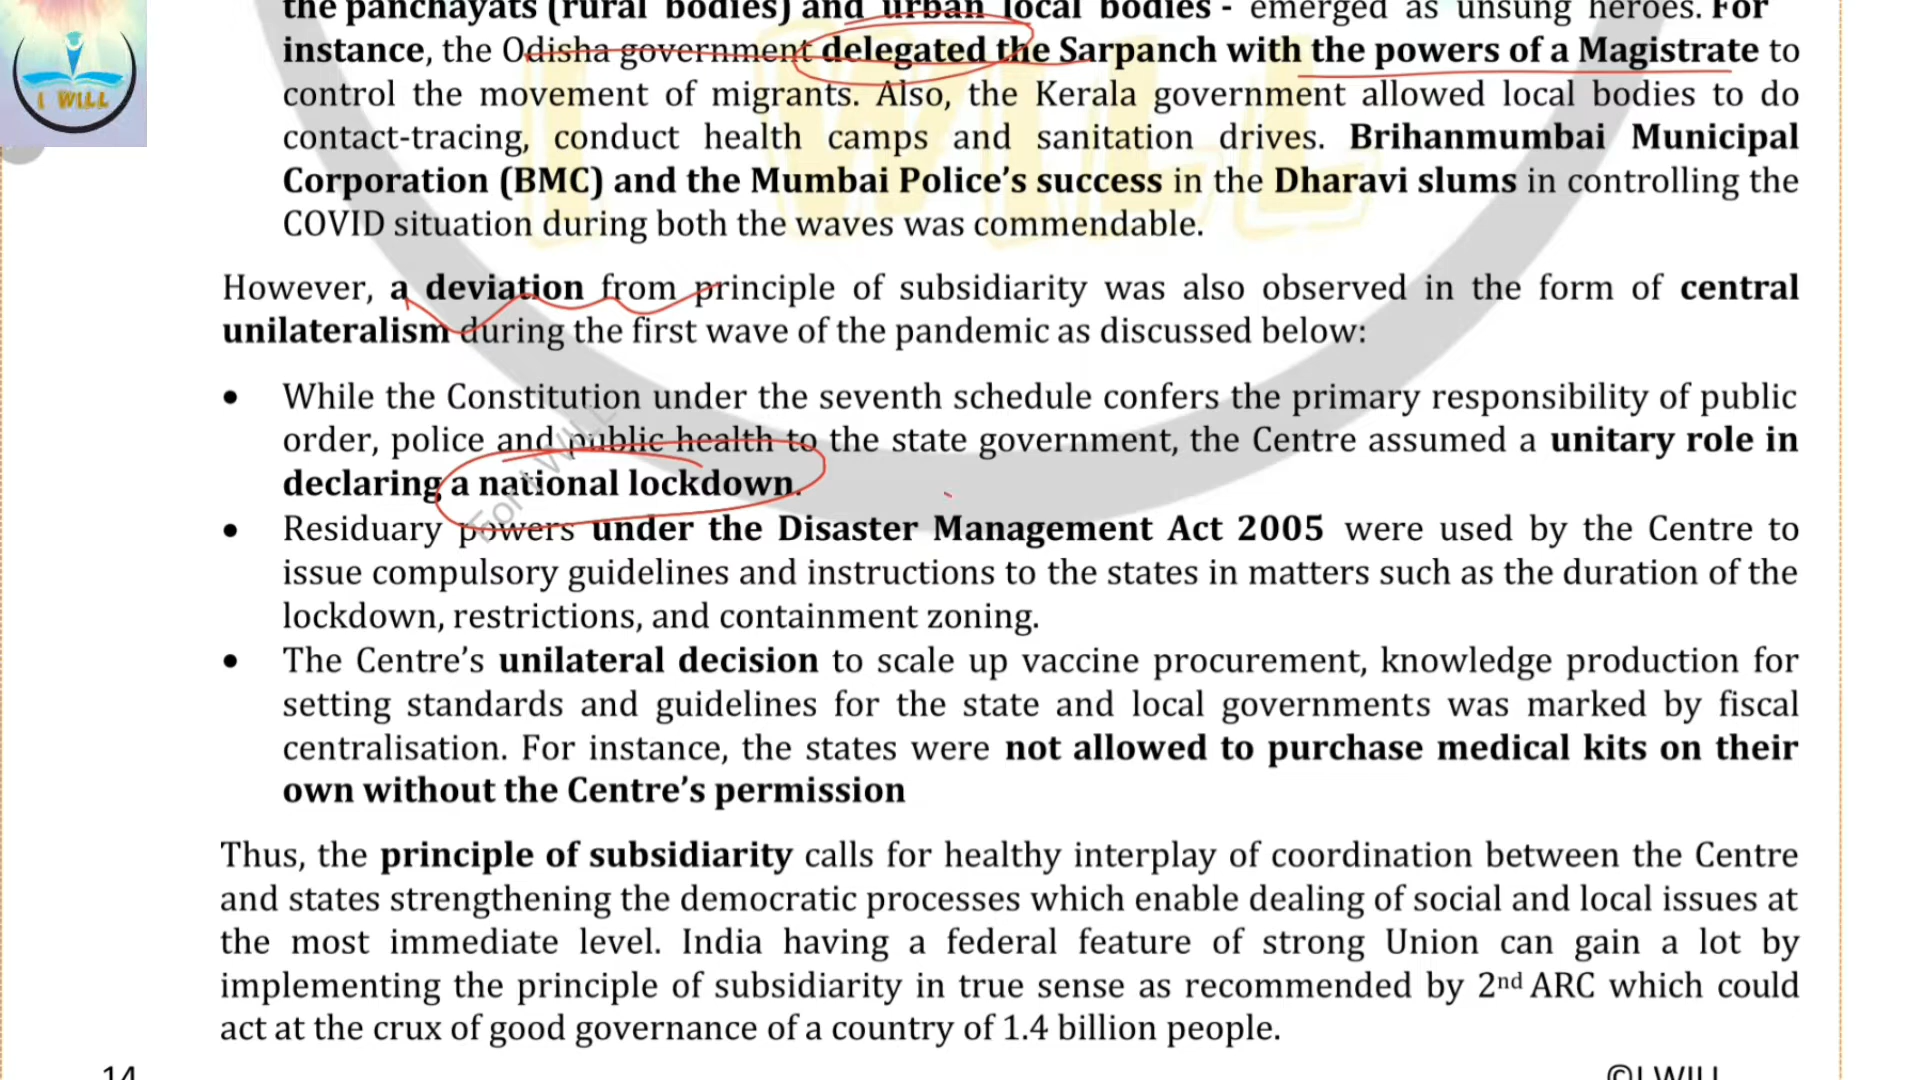 the panchayats (rural bodies) and urban local bodies - emerged as unsung heroes. For
instance, the Odisha government delegated the Sarpanch with the powers of a Magistrate to
control the movement of migrants. Also, the Kerala government allowed local bodies to do
contact-tracing, conduct health camps and sanitation drives. Brihanmumbai Municipal
Corporation (BMC) and the Mumbai Police’s success in the Dharavi slums in controlling the
COVID situation during both the waves was commendable.
However, a deviation from principle of subsidiarity was also observed in the form of central
unilateralism during the first wave of the pandemic as discussed below:
• While the Constitution under the seventh schedule confers the primary responsibility of public
order, police and public health to the state government, the Centre assumed a unitary role in
declaring a national lockdown.
• Residuary powers under the Disaster Management Act 2005 were used by the Centre to
issue compulsory guidelines and instructions to the states in matters such as the duration of the
lockdown, restrictions, and containment zoning.
• The Centre’s unilateral decision to scale up vaccine procurement, knowledge production for
setting standards and guidelines for the state and local governments was marked by fiscal
centralisation. For instance, the states were not allowed to purchase medical kits on their
own without the Centre’s permission
Thus, the principle of subsidiarity calls for healthy interplay of coordination between the Centre
and states strengthening the democratic processes which enable dealing of social and local issues at
the most immediate level. India having a federal feature of strong Union can gain a lot by
implementing the principle of subsidiarity in true sense as recommended by 2nd ARC which could
act at the crux of good governance of a country of 1.4 billion people.
14
©I WILL
I WILL
I WILL
For I WILL